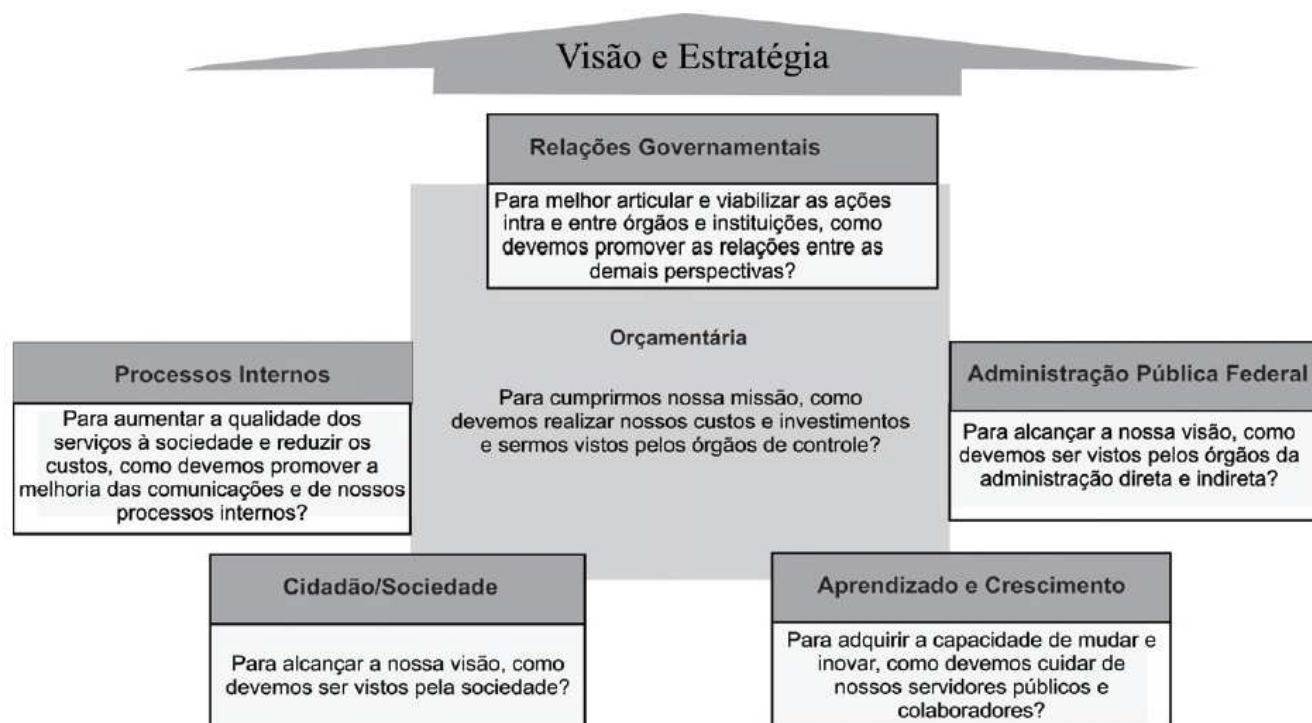 Visão e Estratégia
Relações Governamentais
Para melhor articular e viabilizar as ações
intra e entre órgãos e instituições, como
devemos promover as relações entre as
demais perspectivas?
Orçamentária
Para cumprirmos nossa missão, como
devemos realizar nossos custos e investimentos
e sermos vistos pelos órgãos de controle?
Processos Internos
Para aumentar a qualidade dos
serviços à sociedade e reduzir os
custos, como devemos promover a
melhoria das comunicações e de nossos
processos internos?
Administração Pública Federal
Para alcançar a nossa visão, como
devemos ser vistos pelos órgãos da
administração direta e indireta?
Cidadão/Sociedade
Para alcançar a nossa visão, como
devemos ser vistos pela sociedade?
Aprendizado e Crescimento
Para adquirir a capacidade de mudar e
inovar, como devemos cuidar de
nossos servidores públicos e
colaboradores?